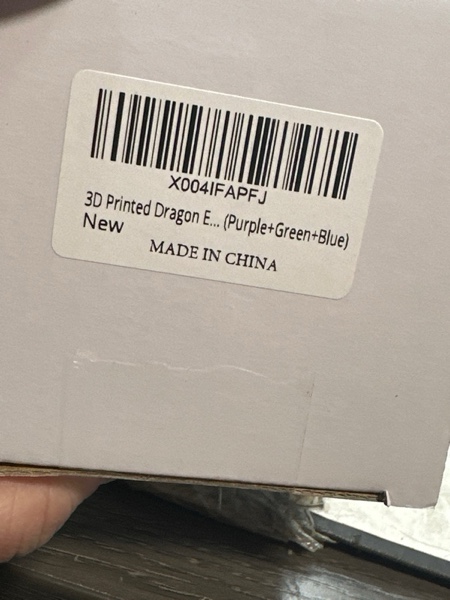 X004IFAPFJ
3D Printed Dragon E... (Purple+Green+Blue)
New
MADE IN CHINA